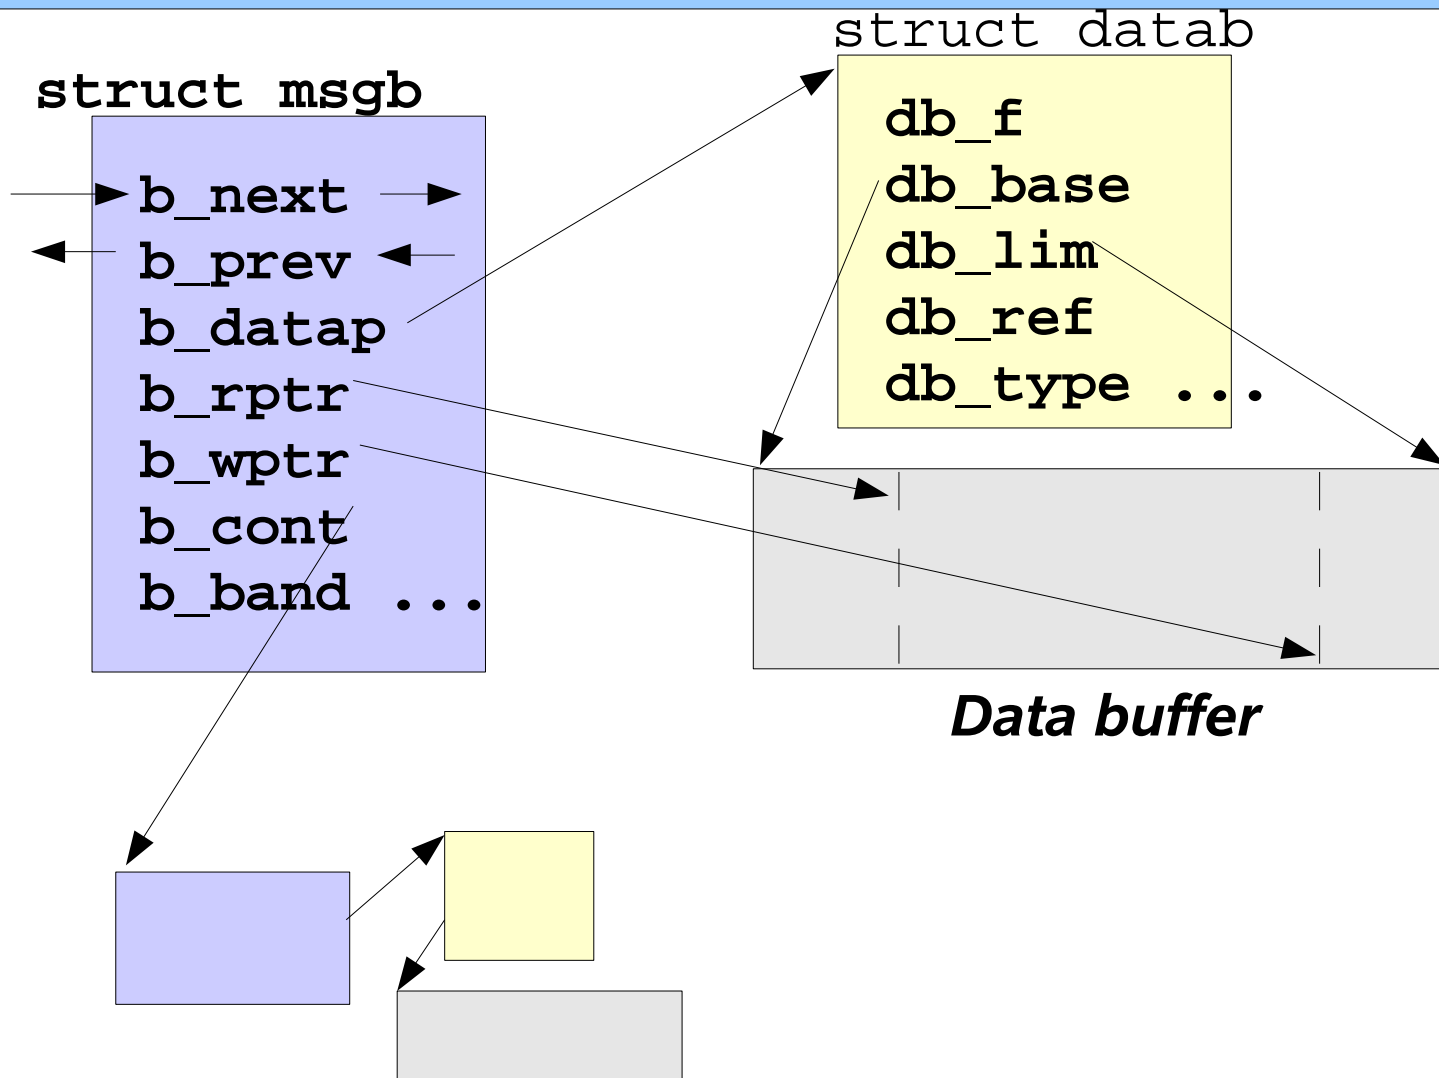 struct msgb
b_next
b_prev
b_datap
b_rptr
b_wptr
b_cont
b_band ...
struct datab
db_f
db_base
db_lim
db_ref
db_type ...
Data buffer